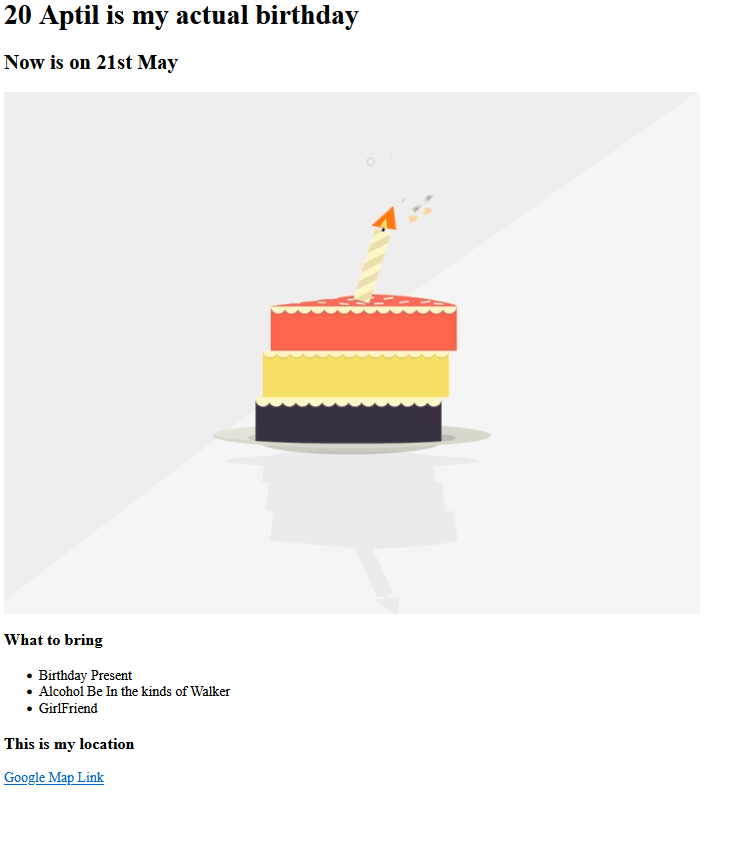 20 Aptil is my actual birthday
Now is on 21st May
What to bring
Birthday Present
Alcohol Be In the kinds of Walker
GirlFriend
This is my location
Google Map Link